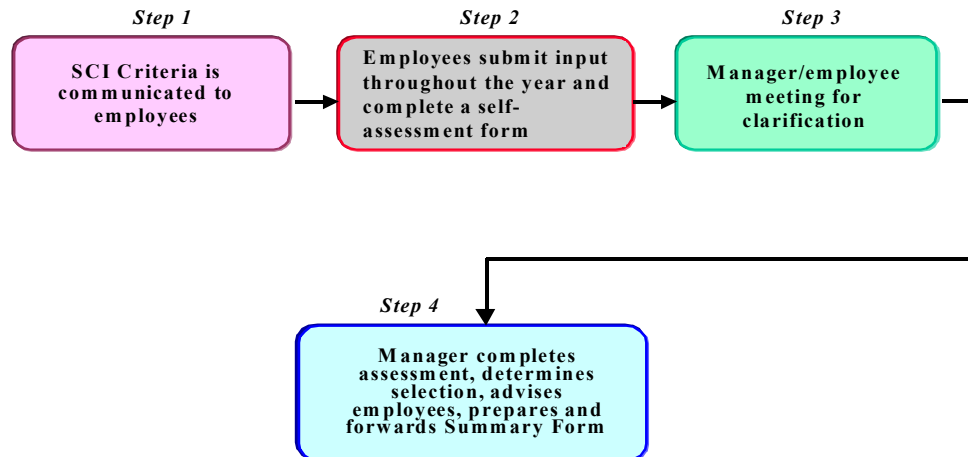 Step 1
SCI Criteria is
communicated to
employees
Step 2
Employees submit input
throughout the year and
complete a self-
assessment form
Step 3
Manager/employee
meeting for
clarification
Step 4
Manager completes
assessment, determines
selection, advises
employees, prepares and
forwards Summary Form